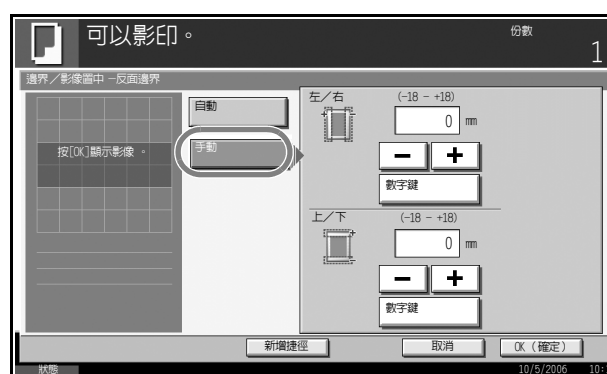 可以影印。
份數
1
邊界／影像置中 –反面邊界
按[OK]顯示影像 。
自動
手動
左／右 (-18 – +18)
0 mm
− +
數字鍵
上／下 (-18 – +18)
0 mm
− +
數字鍵
新增捷徑 取消 OK（確定）
狀態 10/5/2006 10: